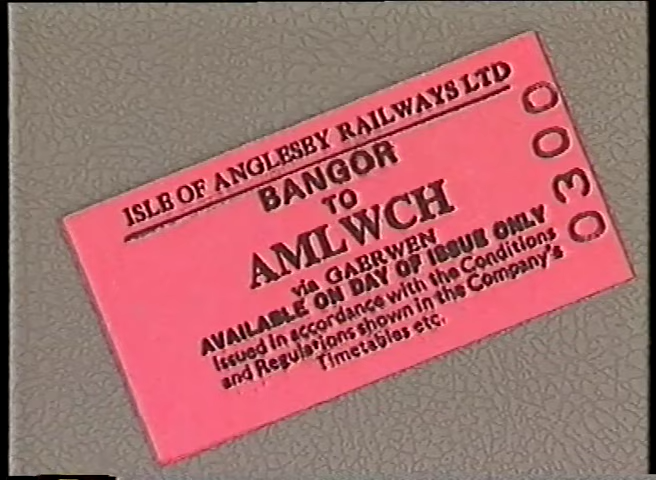 ISLE OF ANGLESEY RAILWAYS LTD
BANGOR
TO
AMLWCH
via GAERWEN
AVAILABLE ON DAY OF ISSUE ONLY
Issued in accordance with the Conditions
and Regulations shown in the Company's
Timetables etc.
0300